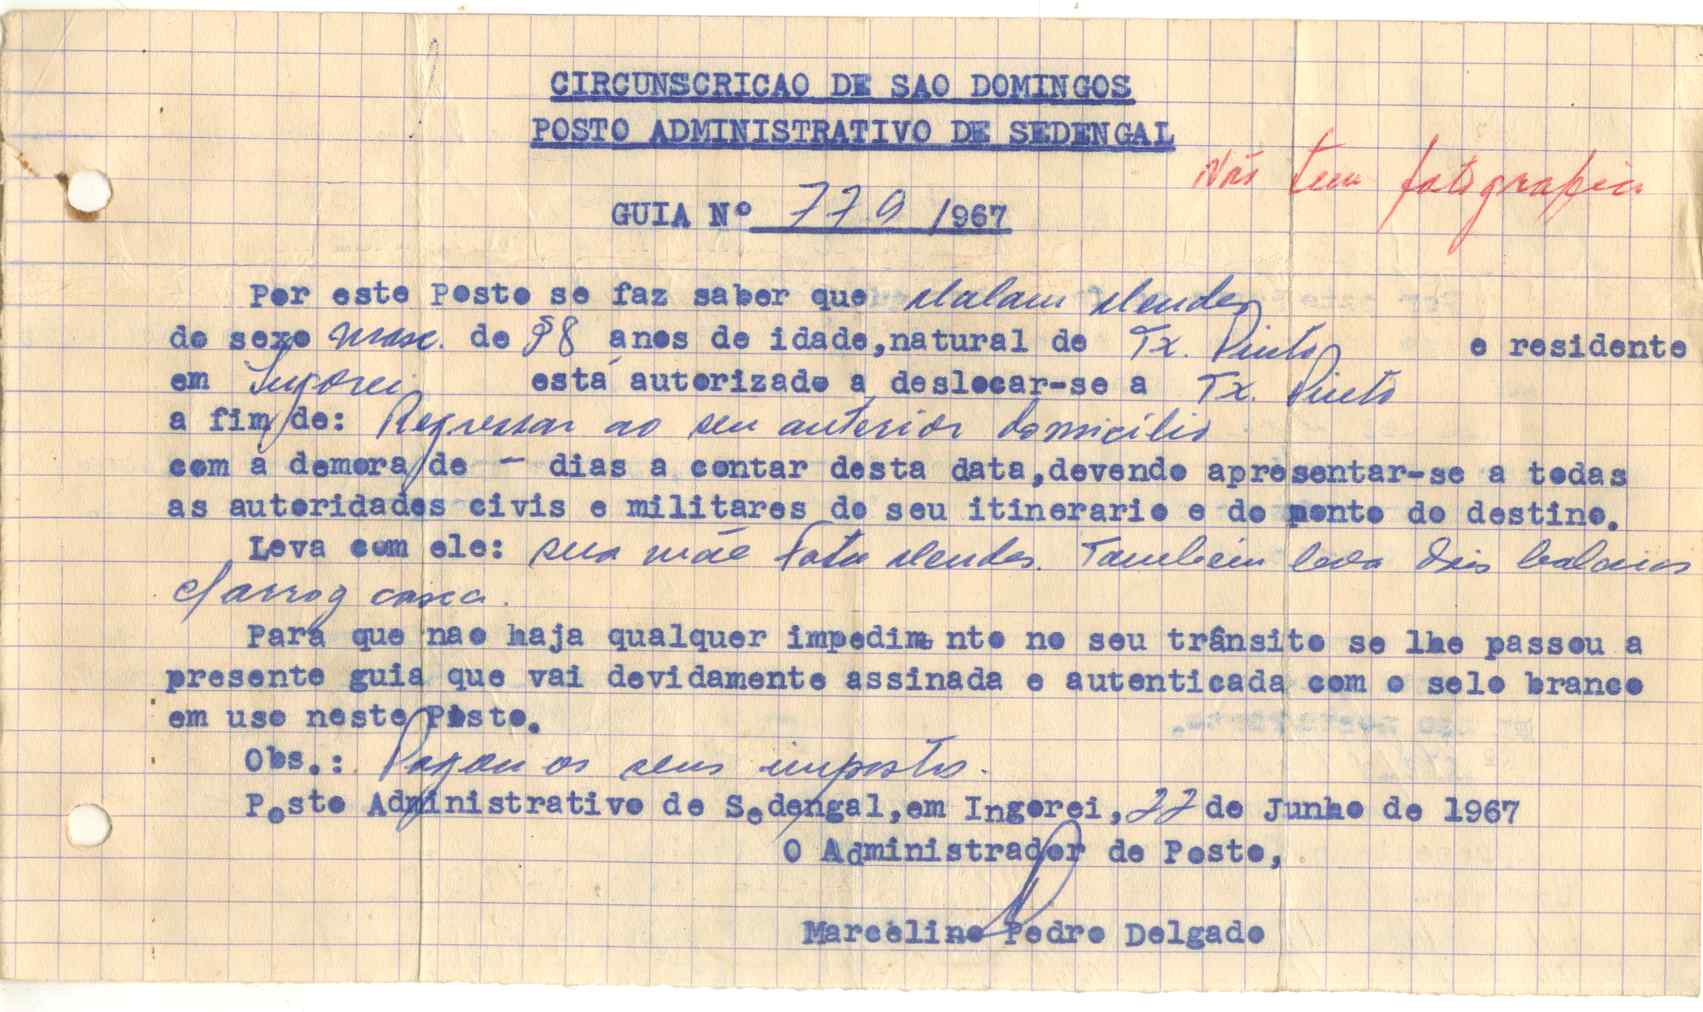 CIRCUNSCRICAO DE SAO DOMINGOS
POSTO ADMINISTRATIVO DE SEDENGAL
Não tem fotografia
GUIA Nº 779 /967
Por este Posto se faz saber que Malam Mendes
do sexo masc. de 38 anos de idade, natural de Tx. Pinto e residente
em Ingorei está autorizado a deslocar-se a Tx. Pinto
a fim de: Regressar ao seu anterior domicílio
com a demora de - dias a contar desta data, devendo apresentar-se a todas
as autoridades civis e militares do seu itinerario e do ponto do destino.
Leva com ele: sua mãe Fatu Mendes. Também leva dois balaios
c/arroz casca.
Para que nao haja qualquer impedimento no seu trânsito se lhe passou a
presente guia que vai devidamente assinada e autenticada com o selo branco
em uso neste Posto.
Obs.: Pagou os seus impostos.
Posto Administrativo de Sedengal, em Ingorei, 22 de Junho de 1967
O Administrador de Posto,
Marcelino Pedro Delgado